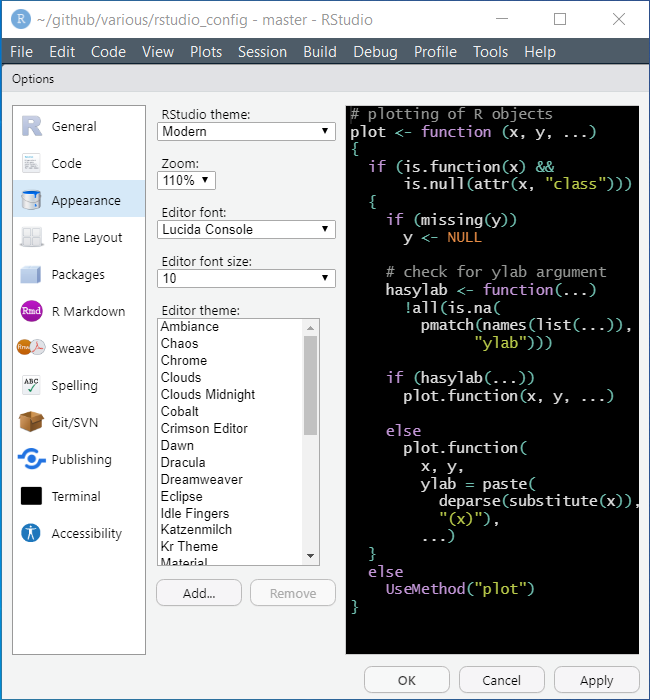 R ~/github/various/rstudio_config - master - RStudio
File Edit Code View Plots Session Build Debug Profile Tools Help
Options
General
Code
Appearance
Pane Layout
Packages
Rmd R Markdown
Rnw Sweave
ABC Spelling
Git/SVN
Publishing
Terminal
Accessibility
RStudio theme:
Modern
Zoom:
110%
Editor font:
Lucida Console
Editor font size:
10
Editor theme:
Ambiance
Chaos
Chrome
Clouds
Clouds Midnight
Cobalt
Crimson Editor
Dawn
Dracula
Dreamweaver
Eclipse
Idle Fingers
Katzenmilch
Kr Theme
Material
Add...
Remove
# plotting of R objects
plot <- function (x, y, ...)
{
  if (is.function(x) &&
      is.null(attr(x, "class")))
  {
    if (missing(y))
      y <- NULL
    # check for ylab argument
    hasylab <- function(...)
      !all(is.na(
        pmatch(names(list(...)),
              "ylab")))
    if (hasylab(...))
      plot.function(x, y, ...)
    else
      plot.function(
        x, y,
        ylab = paste(
          deparse(substitute(x)),
          "(x)"),
        ...)
  }
  else
    UseMethod("plot")
}
OK
Cancel
Apply